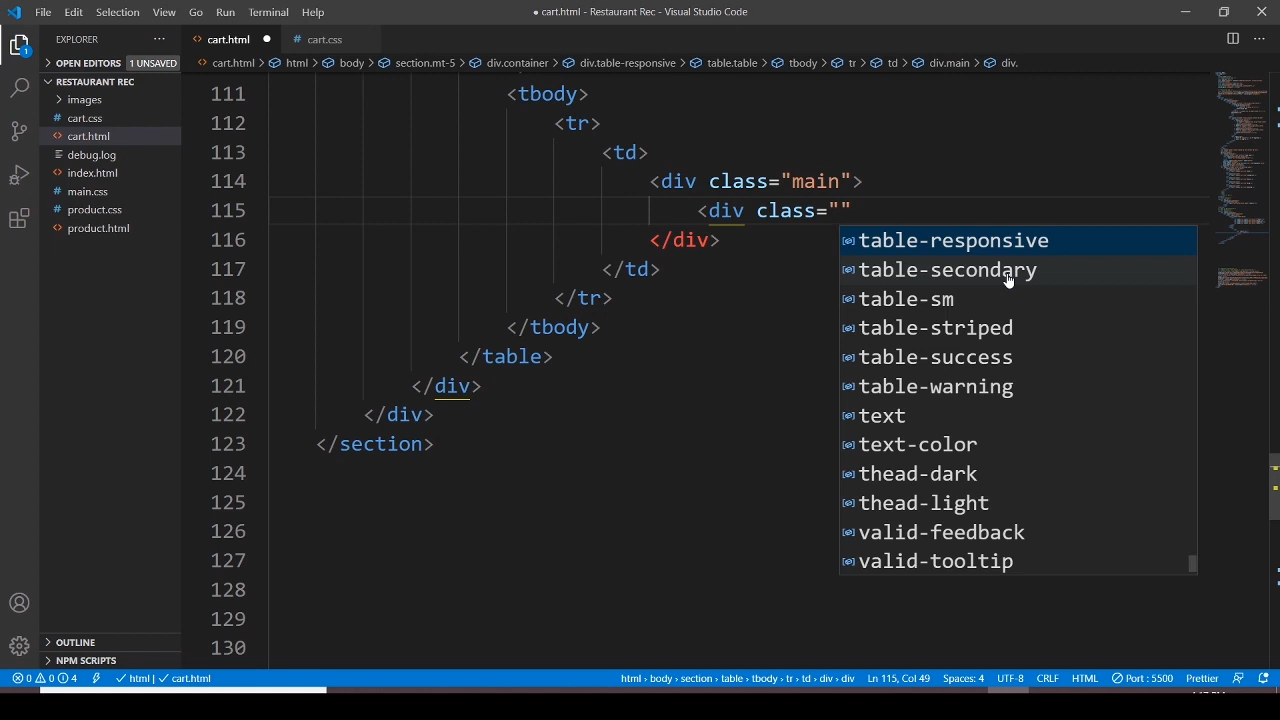 File Edit Selection View Go Run Terminal Help
● cart.html - Restaurant Rec - Visual Studio Code
EXPLORER
cart.html ●
# cart.css
OPEN EDITORS 1 UNSAVED
cart.html > html > body > section.mt-5 > div.container > div.table-responsive > table.table > tbody > tr > td > div.main > div.
RESTAURANT REC
images
# cart.css
cart.html
debug.log
index.html
# main.css
# product.css
product.html
1
111 <tbody>
112 <tr>
113 <td>
114 <div class="main">
115 <div class=""
116 </div>
117 </td>
118 </tr>
119 </tbody>
120 </table>
121 </div>
122 </div>
123 </section>
124
125
126
127
128
129
130
table-responsive
table-secondary
table-sm
table-striped
table-success
table-warning
text
text-color
thead-dark
thead-light
valid-feedback
valid-tooltip
OUTLINE
NPM SCRIPTS
0 0 4 html | cart.html html > body > section > table > tbody > tr > td > div > div Ln 115, Col 49 Spaces: 4 UTF-8 CRLF HTML Port : 5500 Prettier